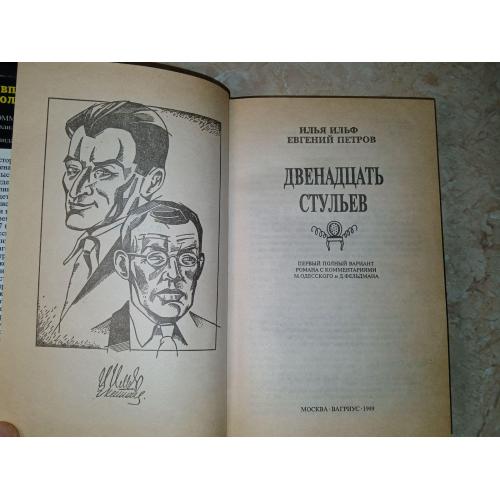 ИЛЬЯ ИЛЬФ
ЕВГЕНИЙ ПЕТРОВ
ДВЕНАДЦАТЬ
СТУЛЬЕВ
ПЕРВЫЙ ПОЛНЫЙ ВАРИАНТ
РОМАНА С КОММЕНТАРИЯМИ
М.ОДЕССКОГО и Д.ФЕЛЬДМАНА
МОСКВА · ВАГРИУС · 1999